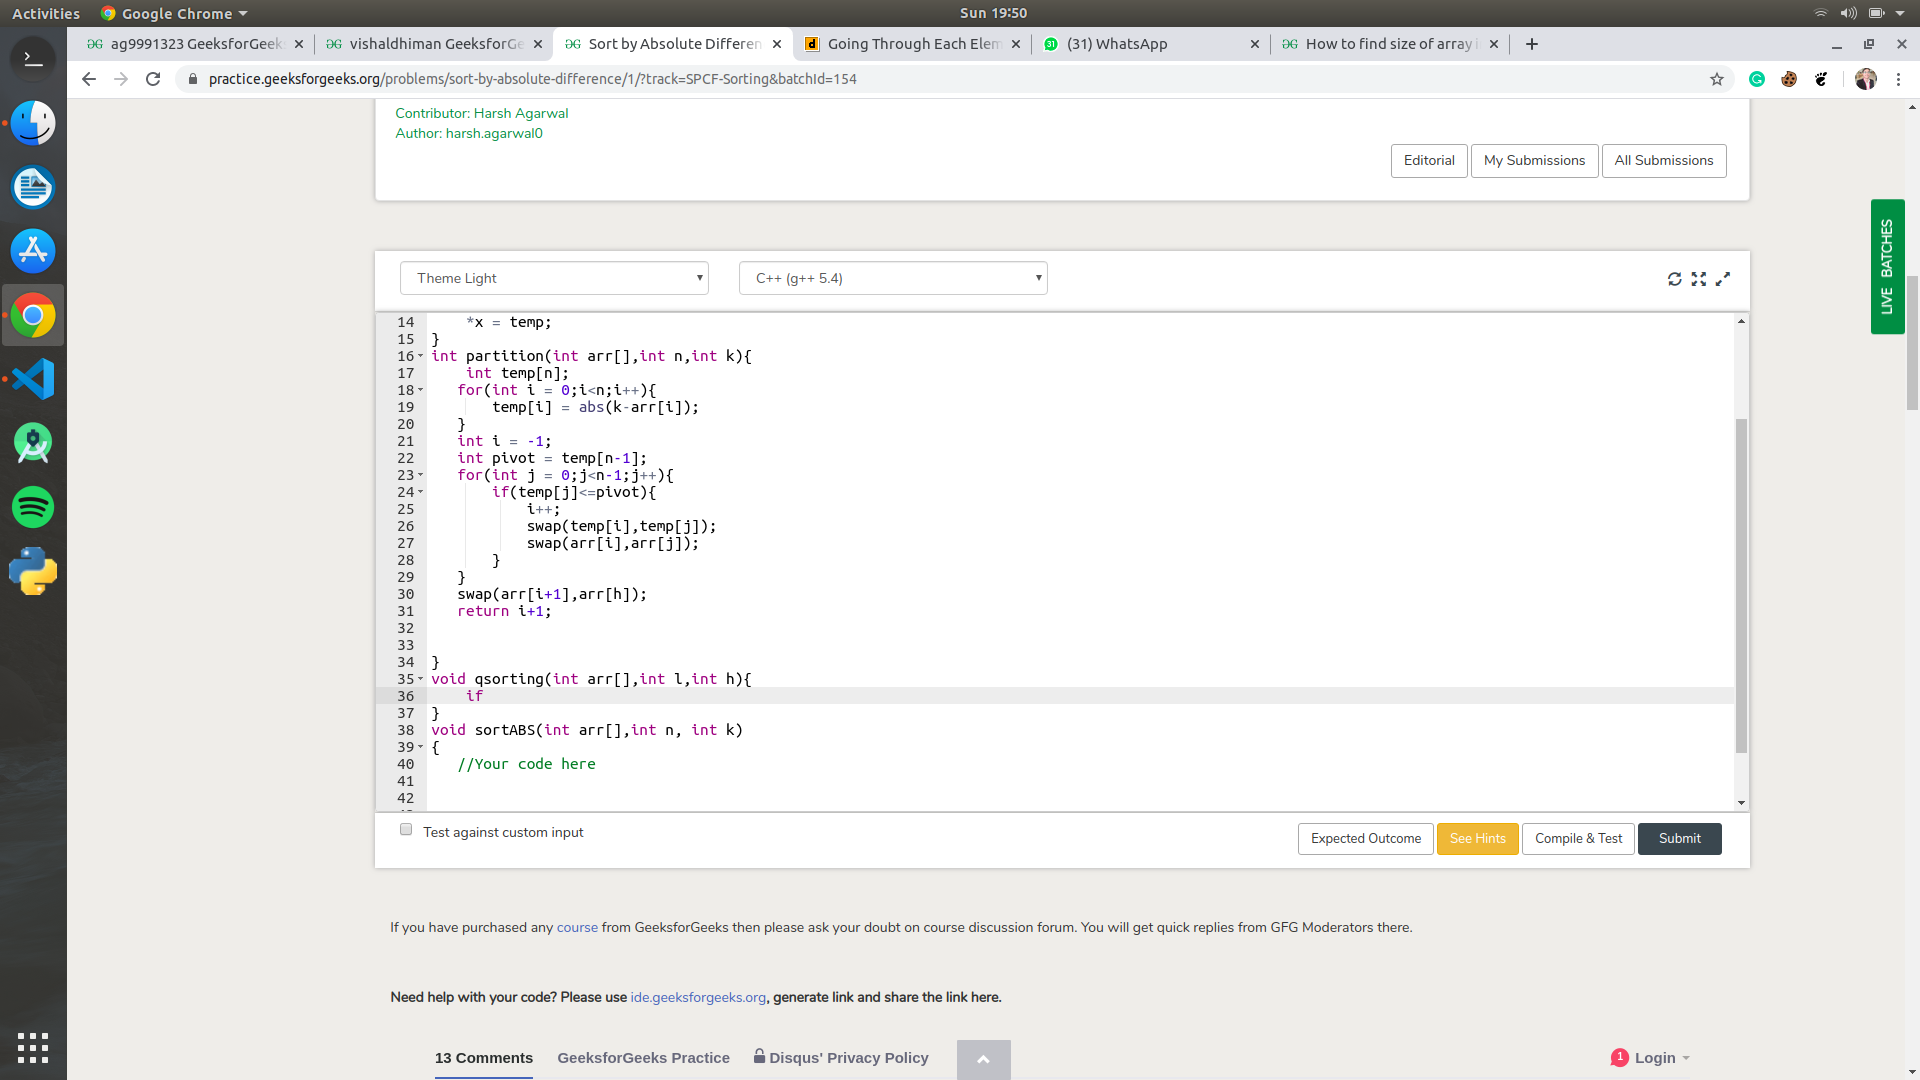 Activities
Google Chrome
Sun 19:50
ag9991323 GeeksforGeek
vishaldhiman GeeksforGe
Sort by Absolute Differen
Going Through Each Elem
(31) WhatsApp
How to find size of array i
practice.geeksforgeeks.org/problems/sort-by-absolute-difference/1/?track=SPCF-Sorting&batchId=154
Contributor: Harsh Agarwal
Author: harsh.agarwal0
Editorial
My Submissions
All Submissions
LIVE BATCHES
Theme Light
C++ (g++ 5.4)
14 *x = temp;
15 }
16 int partition(int arr[],int n,int k){
17 int temp[n];
18 for(int i = 0;i<n;i++){
19 temp[i] = abs(k-arr[i]);
20 }
21 int i = -1;
22 int pivot = temp[n-1];
23 for(int j = 0;j<n-1;j++){
24 if(temp[j]<=pivot){
25 i++;
26 swap(temp[i],temp[j]);
27 swap(arr[i],arr[j]);
28 }
29 }
30 swap(arr[i+1],arr[h]);
31 return i+1;
32
33
34 }
35 void qsorting(int arr[],int l,int h){
36 if
37 }
38 void sortABS(int arr[],int n, int k)
39 {
40 //Your code here
41
42
Test against custom input
Expected Outcome
See Hints
Compile & Test
Submit
If you have purchased any course from GeeksforGeeks then please ask your doubt on course discussion forum. You will get quick replies from GFG Moderators there.
Need help with your code? Please use ide.geeksforgeeks.org, generate link and share the link here.
13 Comments
GeeksforGeeks Practice
Disqus' Privacy Policy
1
Login